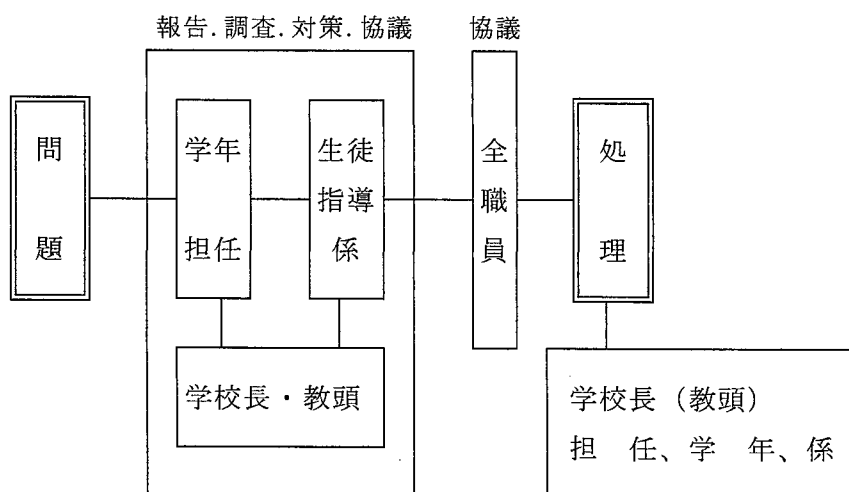 報告.調査.対策.協議
協議
問題
学年
担任
生徒
指導
係
学校長・教頭
全職員
処理
学校長(教頭)
担 任、学 年、係